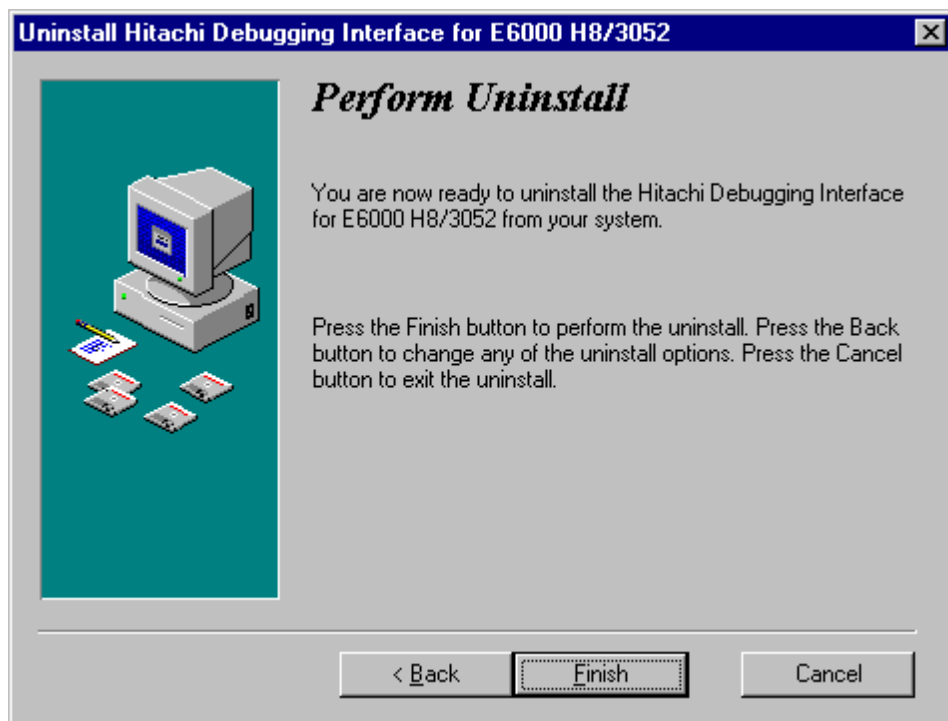 Uninstall Hitachi Debugging Interface for E6000 H8/3052
Perform Uninstall
You are now ready to uninstall the Hitachi Debugging Interface
for E6000 H8/3052 from your system.
Press the Finish button to perform the uninstall. Press the Back
button to change any of the uninstall options. Press the Cancel
button to exit the uninstall.
< Back
Finish
Cancel